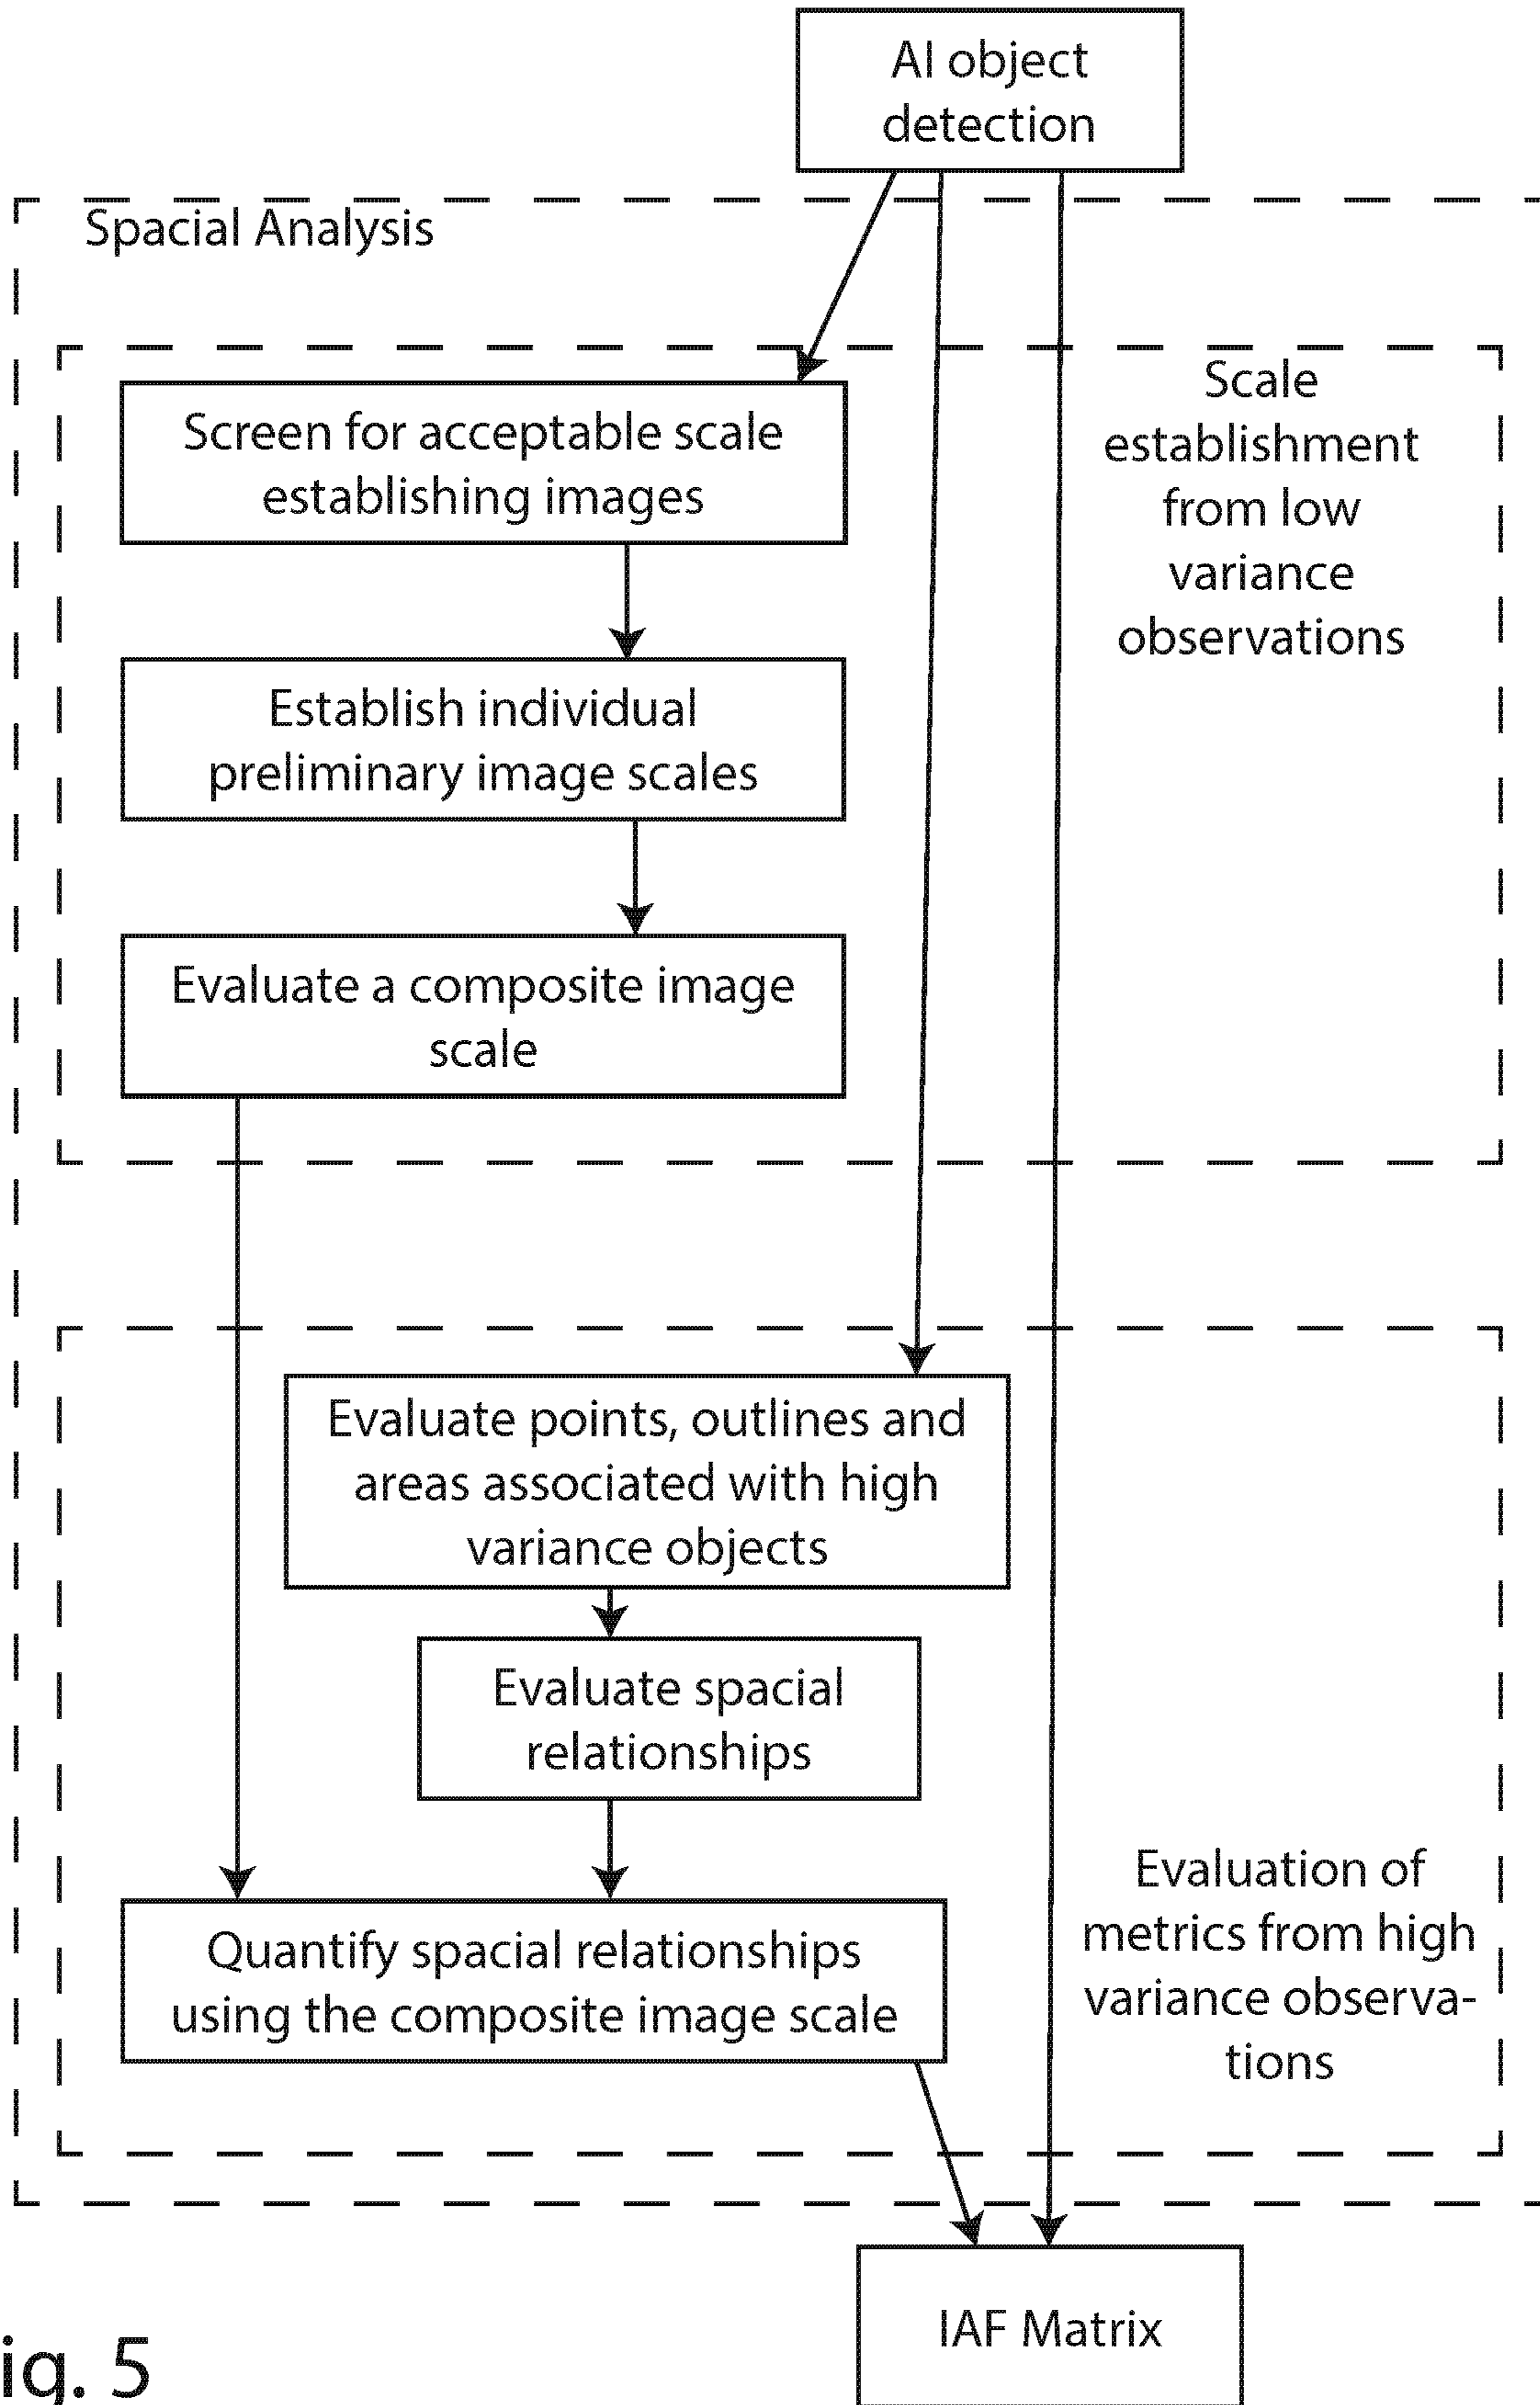 AI object
detection
Spacial Analysis
Scale
establishment
from low
variance
observations
Screen for acceptable scale
establishing images
Establish individual
preliminary image scales
Evaluate a composite image
scale
Evaluate points, outlines and
areas associated with high
variance objects
Evaluate spacial
relationships
Evaluation of
metrics from high
variance observa-
tions
Quantify spacial relationships
using the composite image scale
IAF Matrix
ig. 5